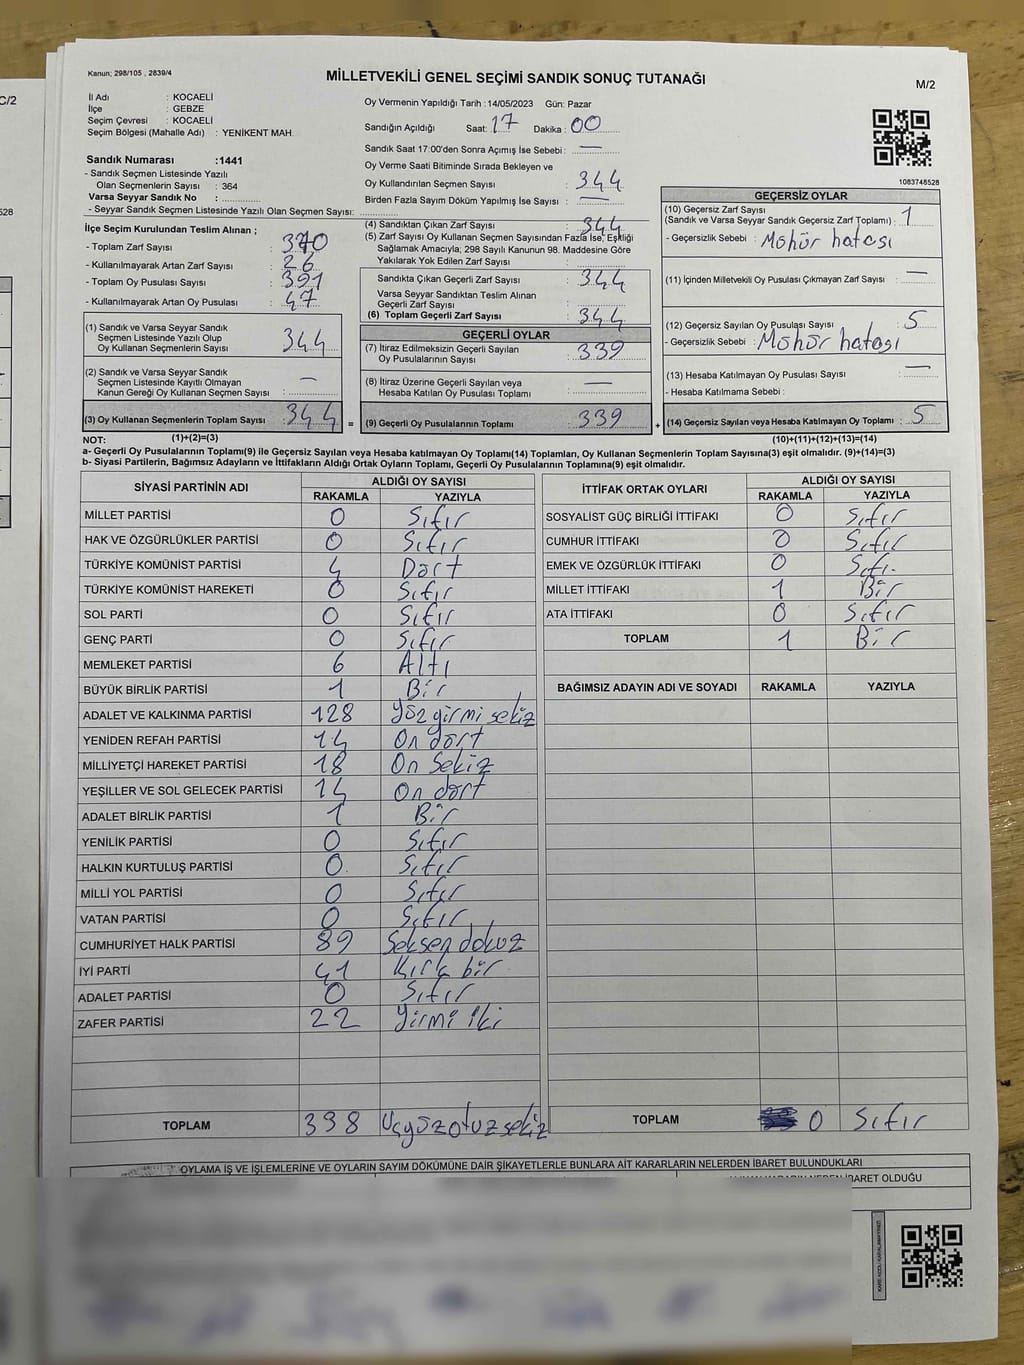 Kanun; 298/105 , 2839/4
MİLLETVEKİLİ GENEL SEÇİMİ SANDIK SONUÇ TUTANAĞI
M/2
C/2
İl Adı : KOCAELİ
İlçe : GEBZE
Seçim Çevresi : KOCAELİ
Seçim Bölgesi (Mahalle Adı) : YENİKENT MAH.
Sandık Numarası :1441
- Sandık Seçmen Listesinde Yazılı
Olan Seçmenlerin Sayısı : 364
Varsa Seyyar Sandık No :
- Seyyar Sandık Seçmen Listesinde Yazılı Olan Seçmen Sayısı:
İlçe Seçim Kurulundan Teslim Alınan ;
- Toplam Zarf Sayısı : 370
- Kullanılmayarak Artan Zarf Sayısı : 26
- Toplam Oy Pusulası : 391
- Kullanılmayarak Artan Oy Pusulası : 47
(1) Sandık ve Varsa Seyyar Sandık
Seçmen Listesinde Yazılı Olup
Oy Kullanan Seçmenlerin Sayısı : 344
(2) Sandık ve Varsa Seyyar Sandık
Seçmen Listesinde Kayıtlı Olmayan
Kanun Gereği Oy Kullanan Seçmen Sayısı : —
(3) Oy Kullanan Seçmenlerin Toplam Sayısı : 344 =
Oy Vermenin Yapıldığı Tarih : 14/05/2023 Gün: Pazar
Sandığın Açıldığı Saat: 17 Dakika : 00
Sandık Saat 17:00'den Sonra Açımış İse Sebebi : —
Oy Verme Saati Bitiminde Sırada Bekleyen ve
Oy Kullandırılan Seçmen Sayısı : 344
Birden Fazla Sayım Döküm Yapılmış İse Sayısı : —
(4) Sandıktan Çıkan Zarf Sayısı : 344
(5) Zarf Sayısı Oy Kullanan Seçmen Sayısından Fazla İse, Eşitliği
Sağlamak Amacıyla, 298 Sayılı Kanunun 98. Maddesine Göre
Yakılarak Yok Edilen Zarf Sayısı :
Sandıkta Çıkan Geçerli Zarf Sayısı : 344
Varsa Seyyar Sandıktan Teslim Alınan
Geçerli Zarf Sayısı :
(6) Toplam Geçerli Zarf Sayısı : 344
GEÇERLİ OYLAR
(7) İtiraz Edilmeksizin Geçerli Sayılan
Oy Pusulalarının Sayısı : 339
(8) İtiraz Üzerine Geçerli Sayılan veya
Hesaba Katılan Oy Pusulası Toplamı : —
(9) Geçerli Oy Pusulalarının Toplamı : 339 +
1083748528
GEÇERSİZ OYLAR
(10) Geçersiz Zarf Sayısı
(Sandık ve Varsa Seyyar Sandık Geçersiz Zarf Toplamı) : 1
- Geçersizlik Sebebi : Mühür hatası
(11) İçinden Milletvekili Oy Pusulası Çıkmayan Zarf Sayısı : —
(12) Geçersiz Sayılan Oy Pusulası Sayısı : 5
- Geçersizlik Sebebi : Mühür hatası
(13) Hesaba Katılmayan Oy Pusulası Sayısı : —
- Hesaba Katılmama Sebebi :
(14) Geçersiz Sayılan veya Hesaba Katılmayan Oy Toplamı : 5
NOT: (1)+(2)=(3) (10)+(11)+(12)+(13)=(14)
a- Geçerli Oy Pusulalarının Toplamı(9) ile Geçersiz Sayılan veya Hesaba katılmayan Oy Toplamı(14) Toplamları, Oy Kullanan Seçmenlerin Toplam Sayısına(3) eşit olmalıdır. (9)+(14)=(3)
b- Siyasi Partilerin, Bağımsız Adayların ve İttifakların Aldığı Ortak Oyların Toplamı, Geçerli Oy Pusulalarının Toplamına(9) eşit olmalıdır.
SİYASİ PARTİNİN ADI ALDIĞI OY SAYISI
RAKAMLA YAZIYLA
MİLLET PARTİSİ 0 Sıfır
HAK VE ÖZGÜRLÜKLER PARTİSİ 0 Sıfır
TÜRKİYE KOMÜNİST PARTİSİ 4 Dört
TÜRKİYE KOMÜNİST HAREKETİ 0 Sıfır
SOL PARTİ 0 Sıfır
GENÇ PARTİ 0 Sıfır
MEMLEKET PARTİSİ 6 Altı
BÜYÜK BİRLİK PARTİSİ 1 Bir
ADALET VE KALKINMA PARTİSİ 128 Yüz yirmi sekiz
YENİDEN REFAH PARTİSİ 14 On dört
MİLLİYETÇİ HAREKET PARTİSİ 18 On Sekiz
YEŞİLLER VE SOL GELECEK PARTİSİ 14 On dört
ADALET BİRLİK PARTİSİ 1 Bir
YENİLİK PARTİSİ 0 Sıfır
HALKIN KURTULUŞ PARTİSİ 0 Sıfır
MİLLİ YOL PARTİSİ 0 Sıfır
VATAN PARTİSİ 0 Sıfır
CUMHURİYET HALK PARTİSİ 89 Seksen dokuz
İYİ PARTİ 41 Kırk bir
ADALET PARTİSİ 0 Sıfır
ZAFER PARTİSİ 22 Yirmi iki
TOPLAM 338 Üçyüzotuzsekiz
İTTİFAK ORTAK OYLARI ALDIĞI OY SAYISI
RAKAMLA YAZIYLA
SOSYALİST GÜÇ BİRLİĞİ İTTİFAKI 0 Sıfır
CUMHUR İTTİFAKI 0 Sıfır
EMEK VE ÖZGÜRLÜK İTTİFAKI 0 Sıfır
MİLLET İTTİFAKI 1 Bir
ATA İTTİFAKI 0 Sıfır
TOPLAM 1 Bir
BAĞIMSIZ ADAYIN ADI VE SOYADI RAKAMLA YAZIYLA
TOPLAM 0 Sıfır
OYLAMA İŞ VE İŞLEMLERİNE VE OYLARIN SAYIM DÖKÜMÜNE DAİR ŞİKAYETLERLE BUNLARA AİT KARARLARIN NELERDEN İBARET BULUNDUKLARI
İBARET OLDUĞU